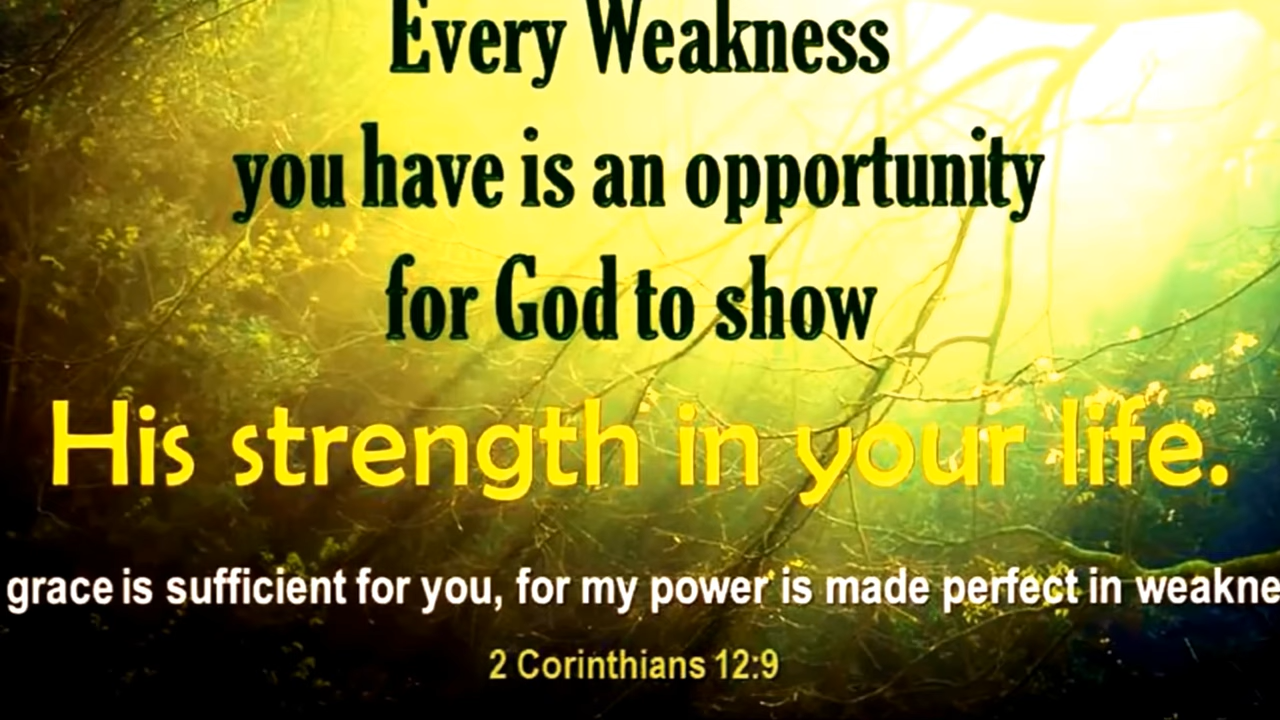 Every Weakness
you have is an opportunity
for God to show
His strength in your life.
grace is sufficient for you, for my power is made perfect in weakne
2 Corinthians 12:9